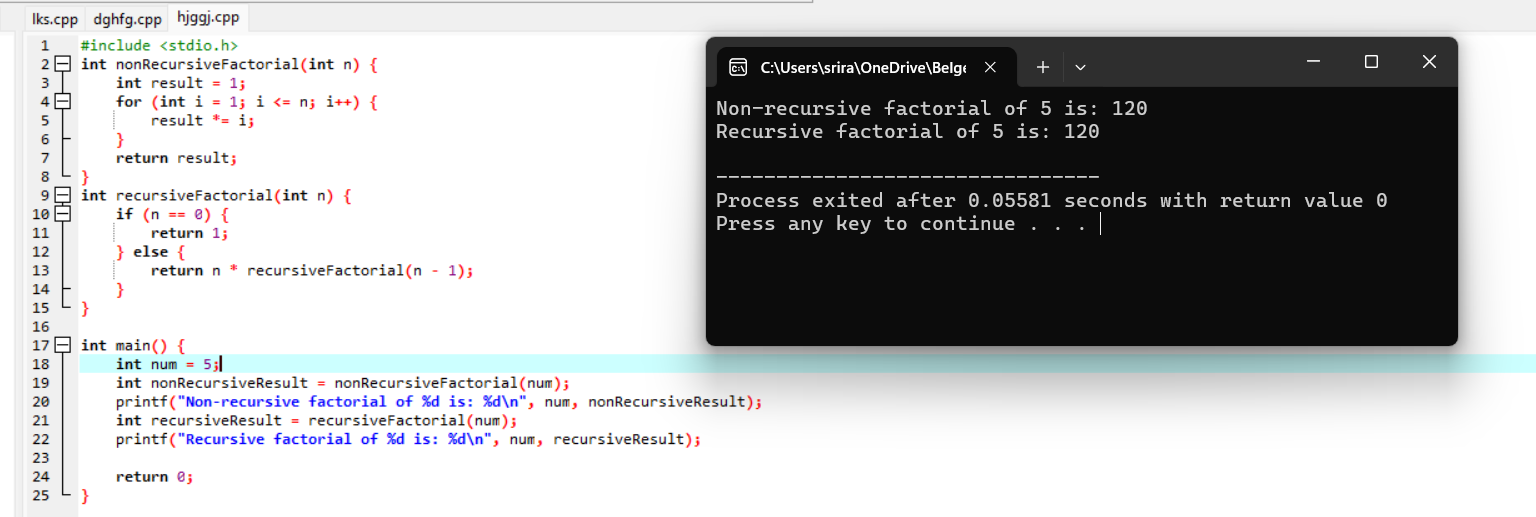 lks.cpp dghfg.cpp hjggj.cpp
1 #include <stdio.h>
2 int nonRecursiveFactorial(int n) {
3 int result = 1;
4 for (int i = 1; i <= n; i++) {
5 result *= i;
6 }
7 return result;
8 }
9 int recursiveFactorial(int n) {
10 if (n == 0) {
11 return 1;
12 } else {
13 return n * recursiveFactorial(n - 1);
14 }
15 }
16
17 int main() {
18 int num = 5;
19 int nonRecursiveResult = nonRecursiveFactorial(num);
20 printf("Non-recursive factorial of %d is: %d\n", num, nonRecursiveResult);
21 int recursiveResult = recursiveFactorial(num);
22 printf("Recursive factorial of %d is: %d\n", num, recursiveResult);
23
24 return 0;
25 }
C:\Users\srira\OneDrive\Belge
Non-recursive factorial of 5 is: 120
Recursive factorial of 5 is: 120
--------------------------------
Process exited after 0.05581 seconds with return value 0
Press any key to continue . . .